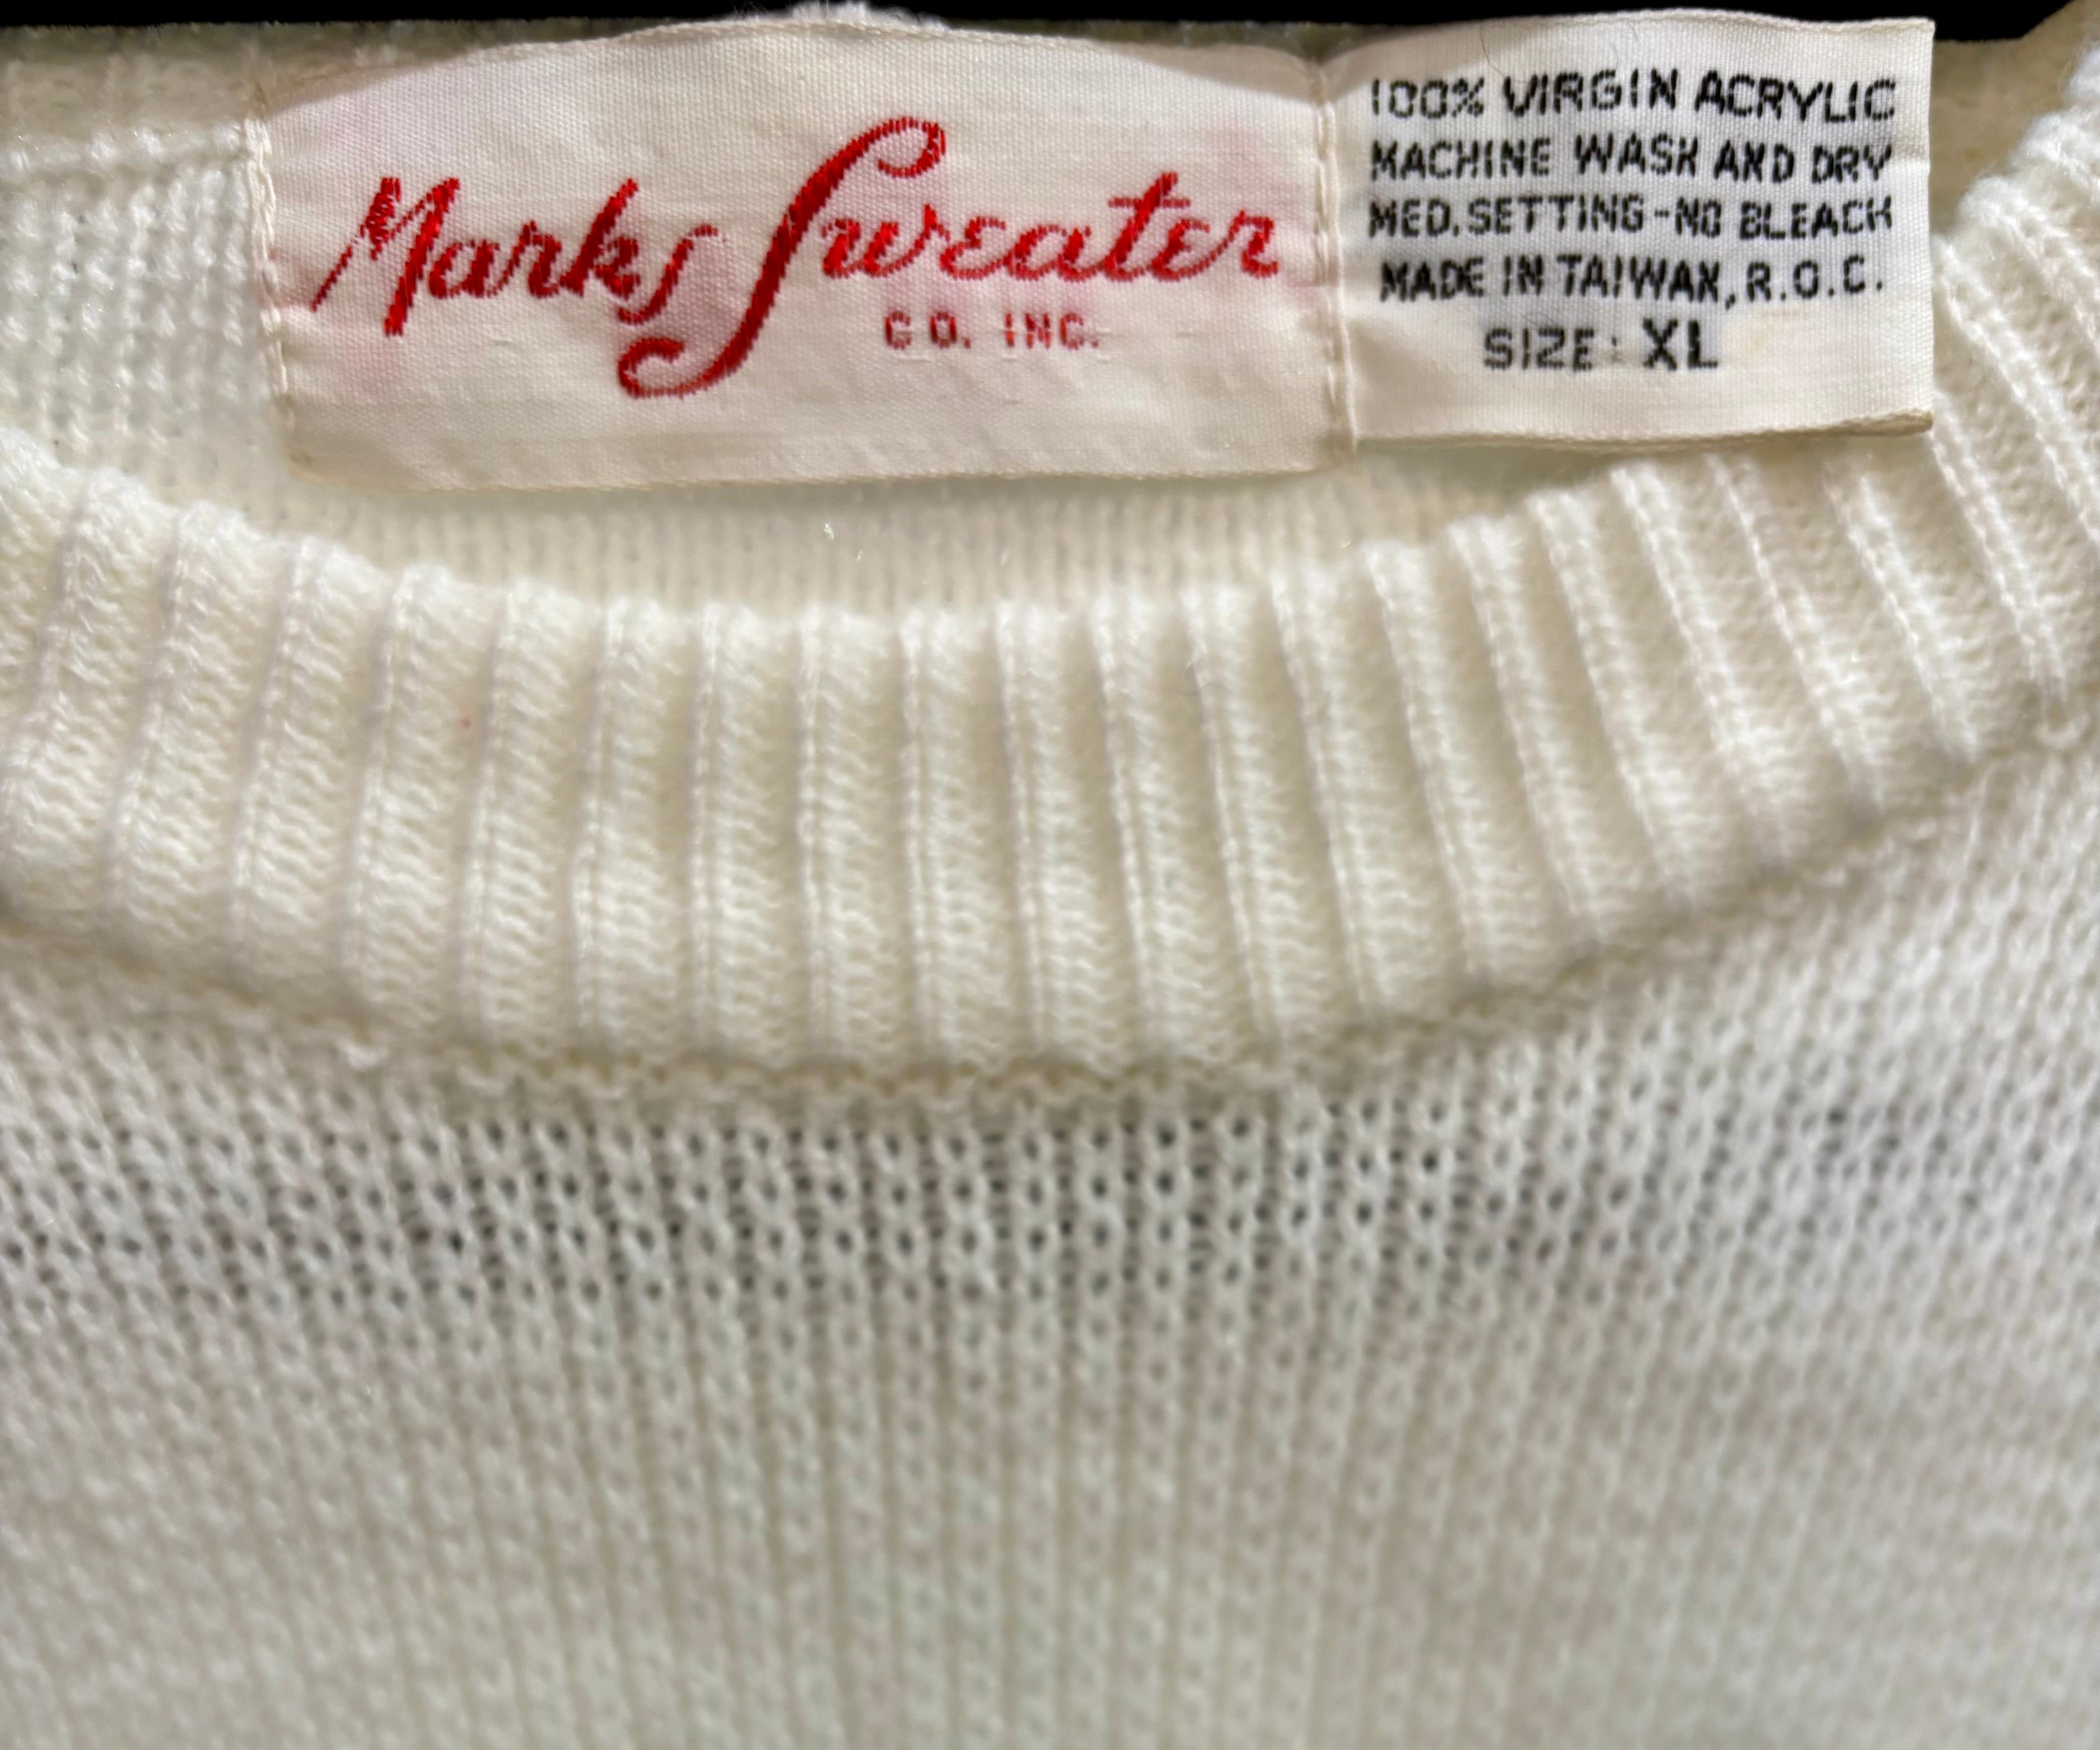 Marks Sweater
CO. INC.
100% VIRGIN ACRYLIC
MACHINE WASH AND DRY
MED. SETTING-NO BLEACH
MADE IN TAIWAN, R.O.C.
SIZE: XL